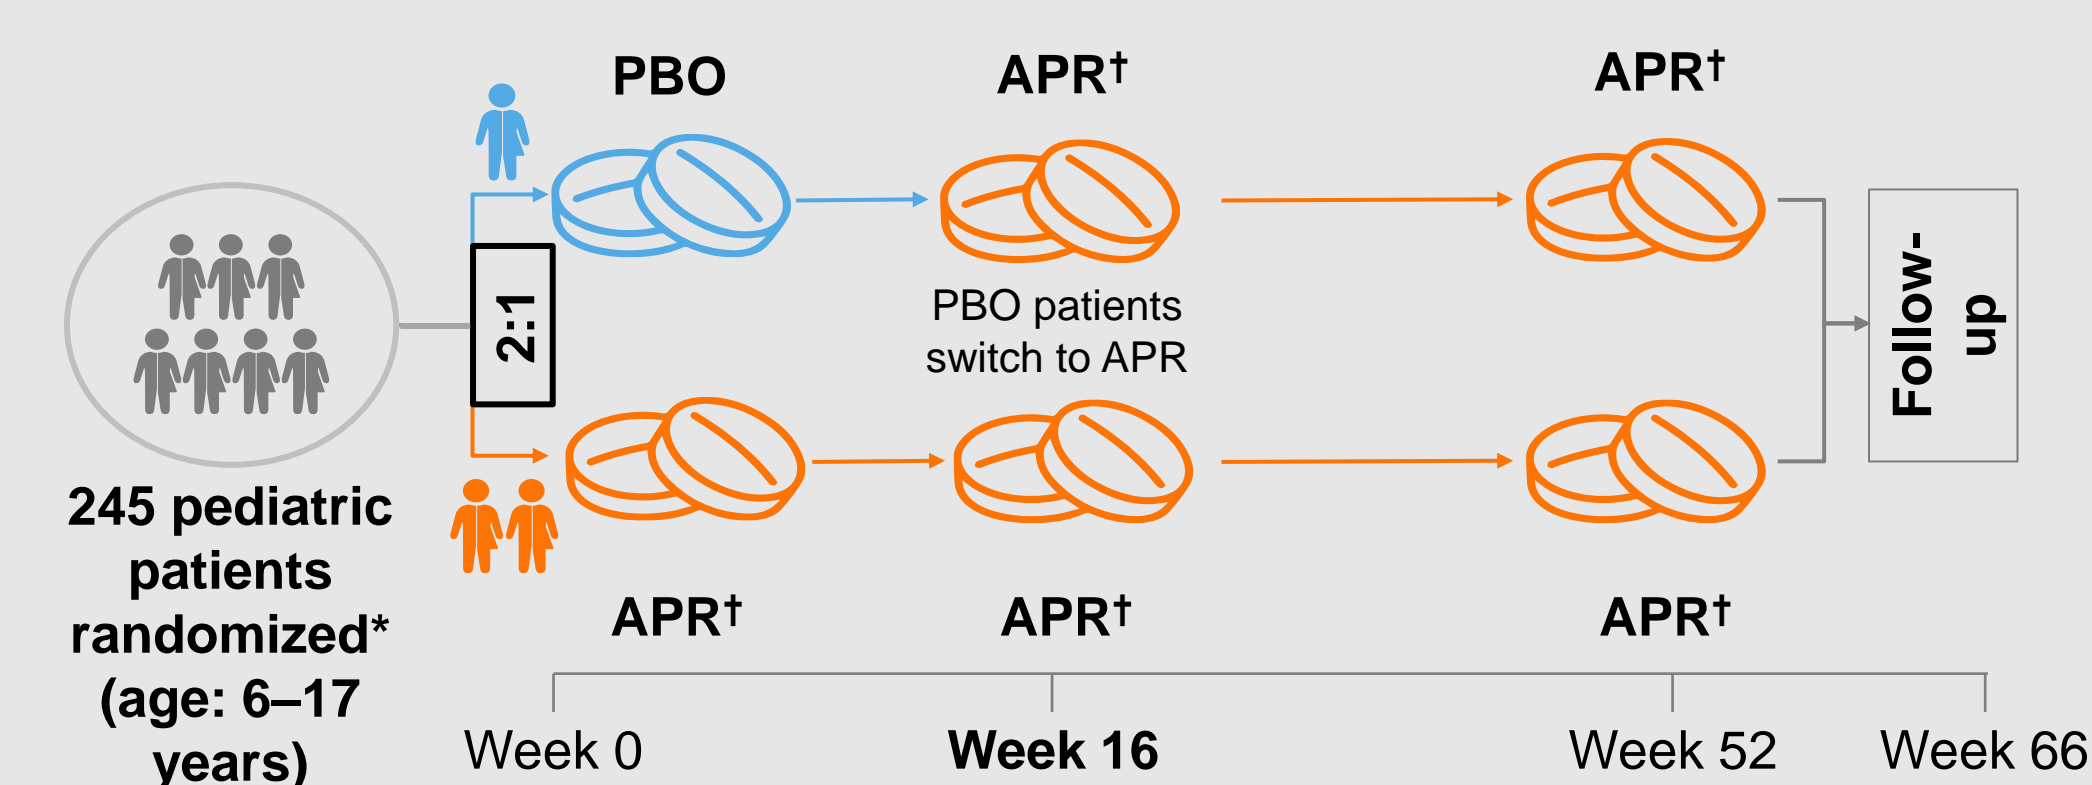 PBO
APR†
APR†
2:1
PBO patients
switch to APR
Follow-
up
245 pediatric
patients
randomized*
(age: 6–17
years)
APR†
APR†
APR†
Week 0
Week 16
Week 52
Week 66